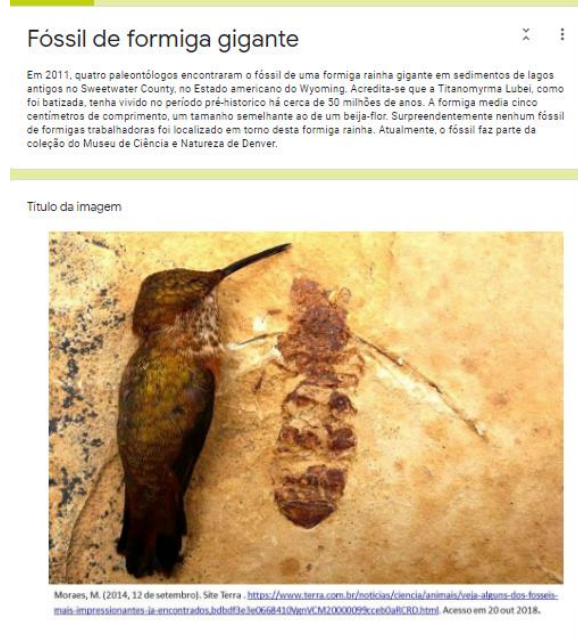 Fóssil de formiga gigante
Em 2011, quatro paleontólogos encontraram o fóssil de uma formiga rainha gigante em sedimentos de lagos
antigos no Sweetwater County, no Estado americano do Wyoming. Acredita-se que a Titanomyrma Lubei, como
foi batizada, tenha vivido no período pré-historico há cerca de 50 milhões de anos. A formiga media cinco
centímetros de comprimento, um tamanho semelhante ao de um beija-flor. Surpreendentemente nenhum fóssil
de formigas trabalhadoras foi localizado em torno desta formiga rainha. Atualmente, o fóssil faz parte da
coleção do Museu de Ciência e Natureza de Denver.
Título da imagem
Moraes, M. (2014, 12 de setembro). Site Terra . https://www.terra.com.br/noticias/ciencia/animais/veja-alguns-dos-fosseis-
mais-impressionantes-ja-encontrados,bdbdf3e3e0668410VgnVCM20000099cceb0aRCRD.html. Acesso em 20 out 2018.